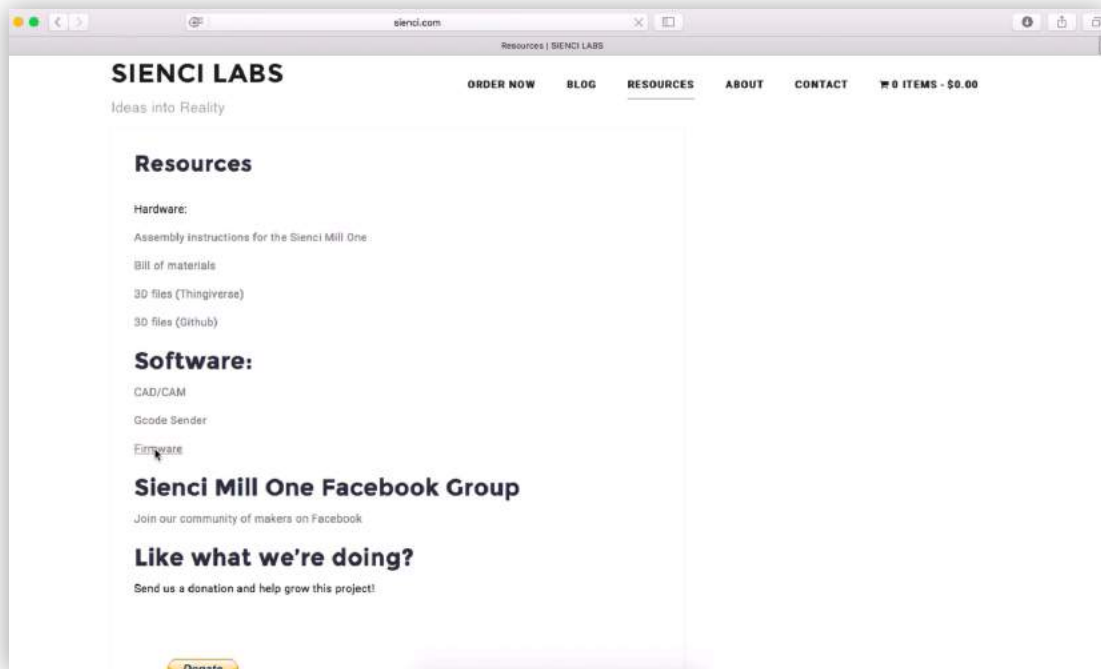 sienci.com
Resources | SIENCI LABS
SIENCI LABS
Ideas into Reality
ORDER NOW BLOG RESOURCES ABOUT CONTACT 0 ITEMS - $0.00
Resources
Hardware:
Assembly instructions for the Sienci Mill One
Bill of materials
3D files (Thingiverse)
3D files (Github)
Software:
CAD/CAM
Gcode Sender
Firmware
Sienci Mill One Facebook Group
Join our community of makers on Facebook
Like what we're doing?
Send us a donation and help grow this project!
Donate